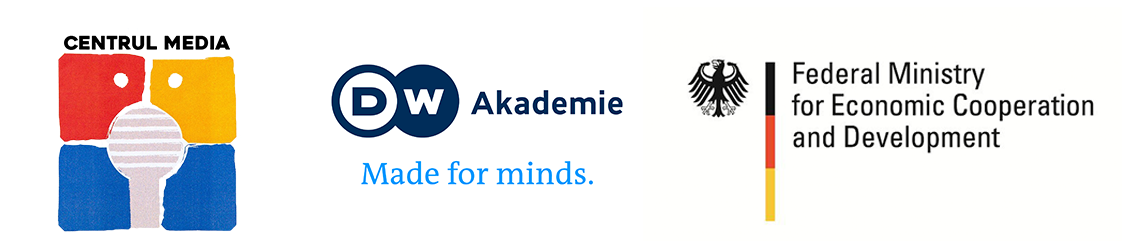 CENTRUL MEDIA
DW Akademie
Made for minds.
Federal Ministry
for Economic Cooperation
and Development